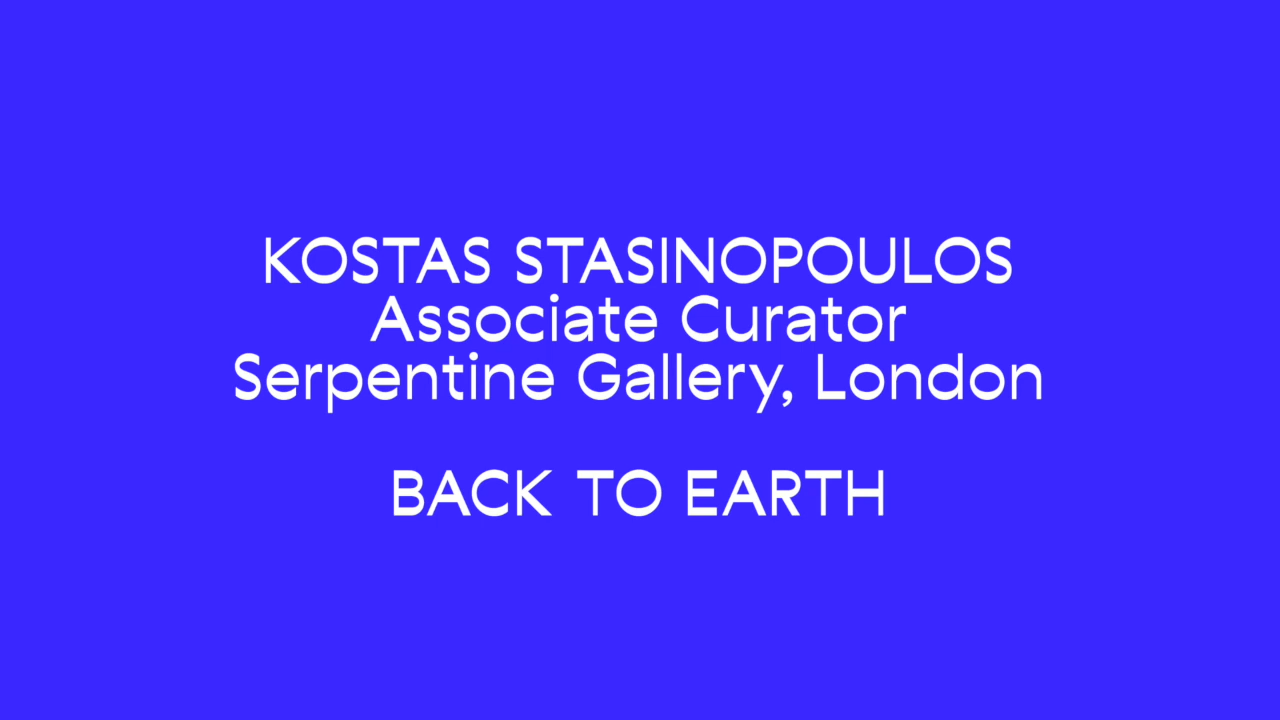 KOSTAS STASINOPOULOS
Associate Curator
Serpentine Gallery, London
BACK TO EARTH